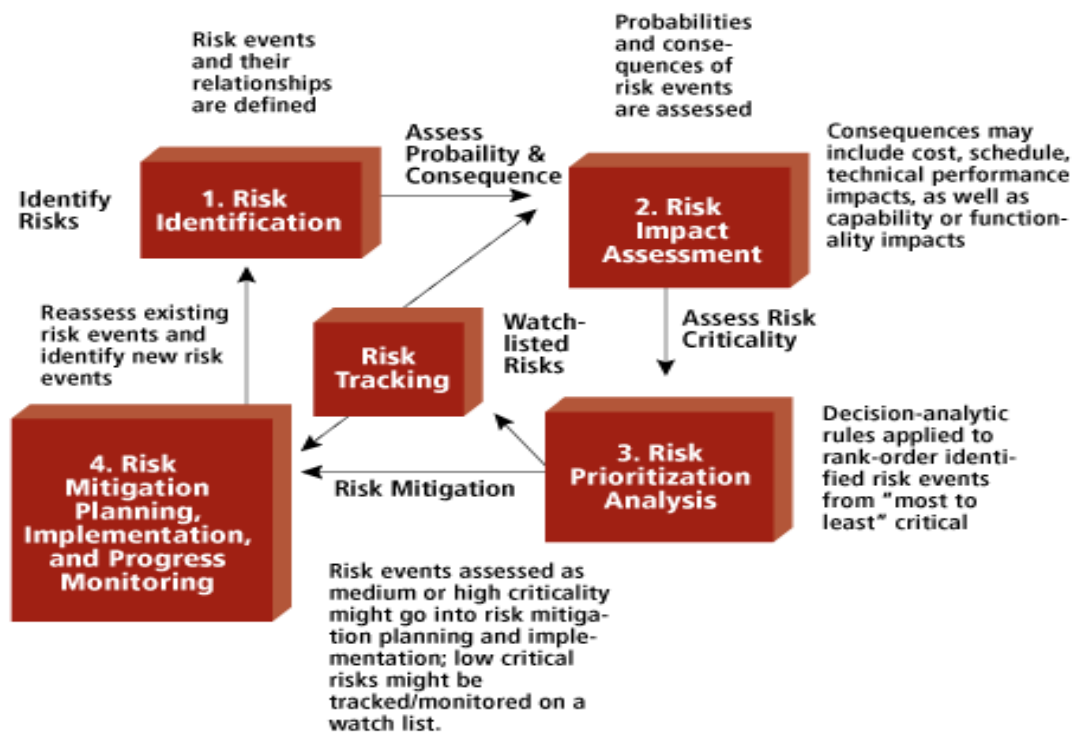 Risk events
and their
relationships
are defined
Probabilities
and conse-
quences of
risk events
are assessed
Assess
Probaility &
Consequence
Consequences may
include cost, schedule,
technical performance
impacts, as well as
capability or function-
ality impacts
Identify
Risks
1. Risk
Identification
2. Risk
Impact
Assessment
Reassess existing
risk events and
identify new risk
events
Risk
Tracking
Watch-
listed
Risks
Assess Risk
Criticality
4. Risk
Mitigation
Planning,
Implementation,
and Progress
Monitoring
Risk Mitigation
3. Risk
Prioritization
Analysis
Decision-analytic
rules applied to
rank-order identi-
fied risk events
from "most to
least" critical
Risk events assessed as
medium or high criticality
might go into risk mitiga-
tion planning and imple-
mentation; low critical
risks might be
tracked/monitored on a
watch list.